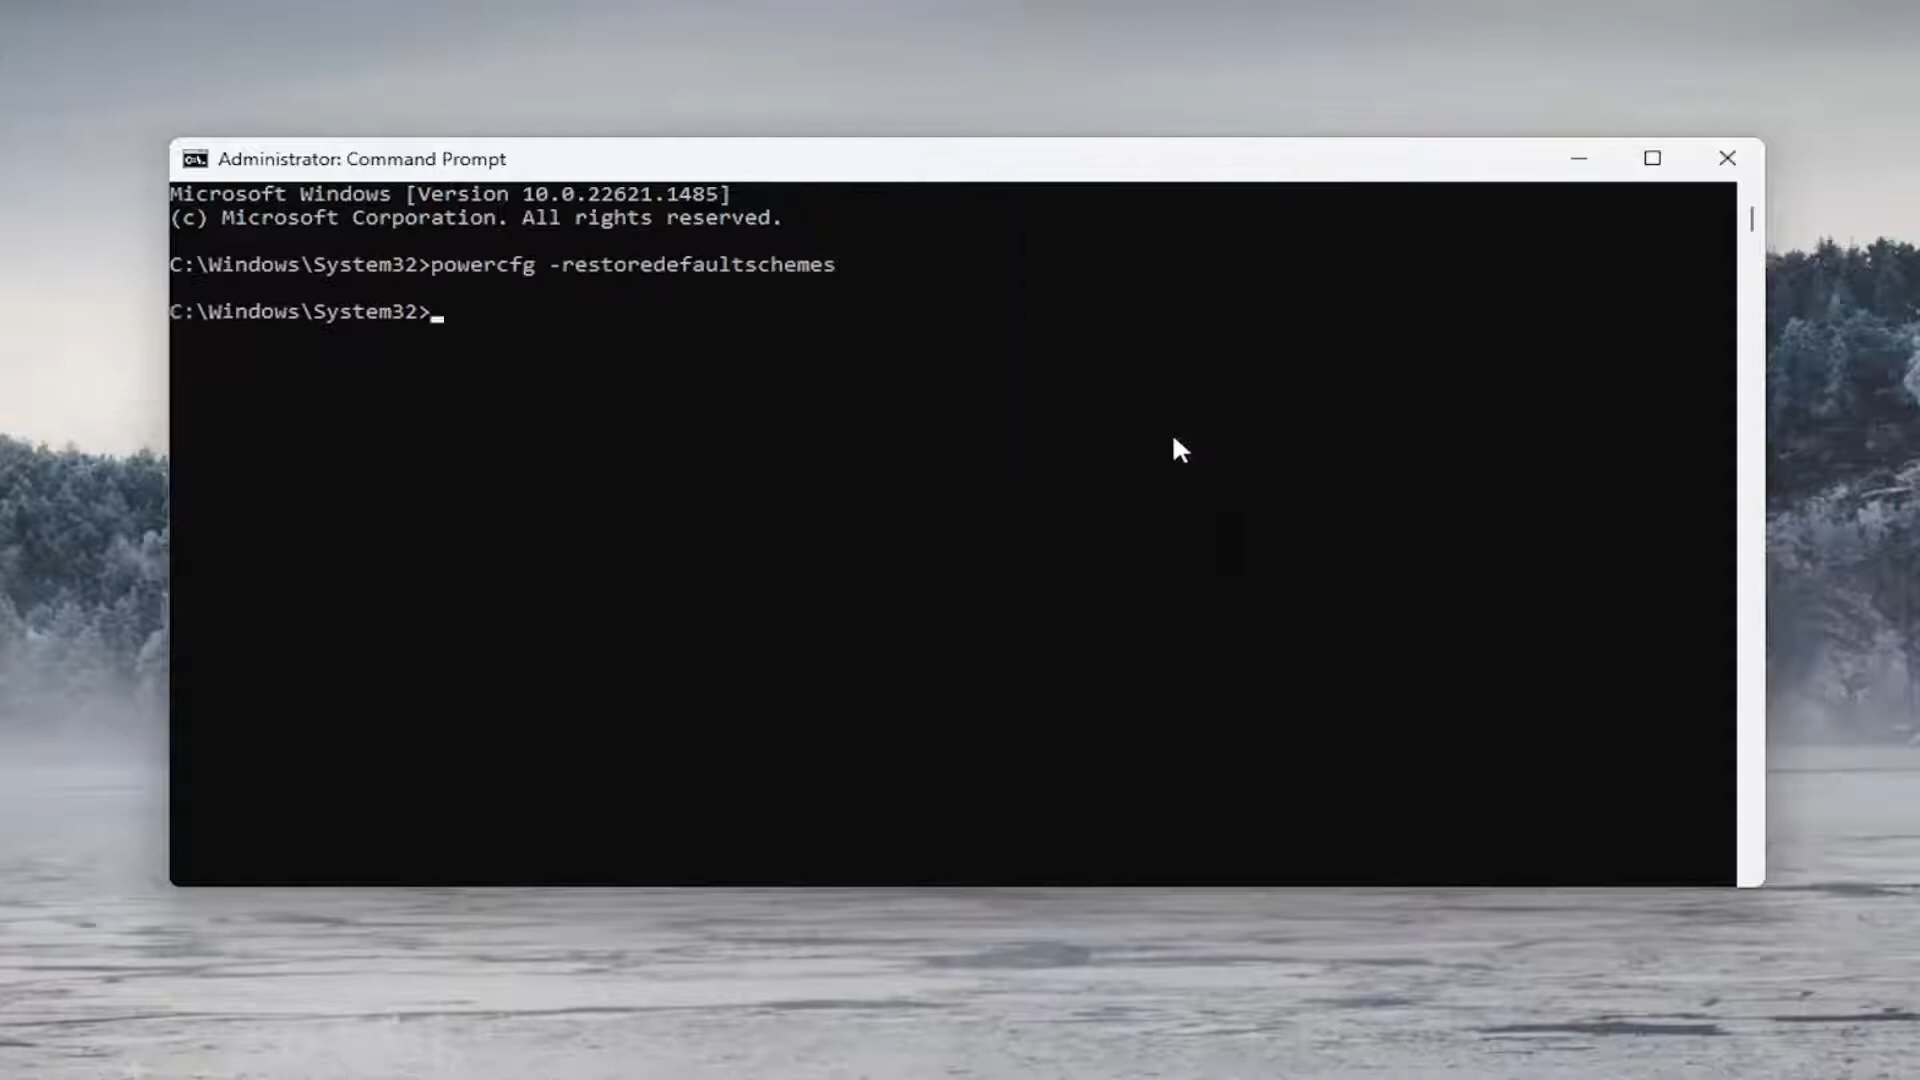 Administrator: Command Prompt
Microsoft Windows [Version 10.0.22621.1485]
(c) Microsoft Corporation. All rights reserved.
C:\Windows\System32>powercfg -restoredefaultschemes
C:\Windows\System32>